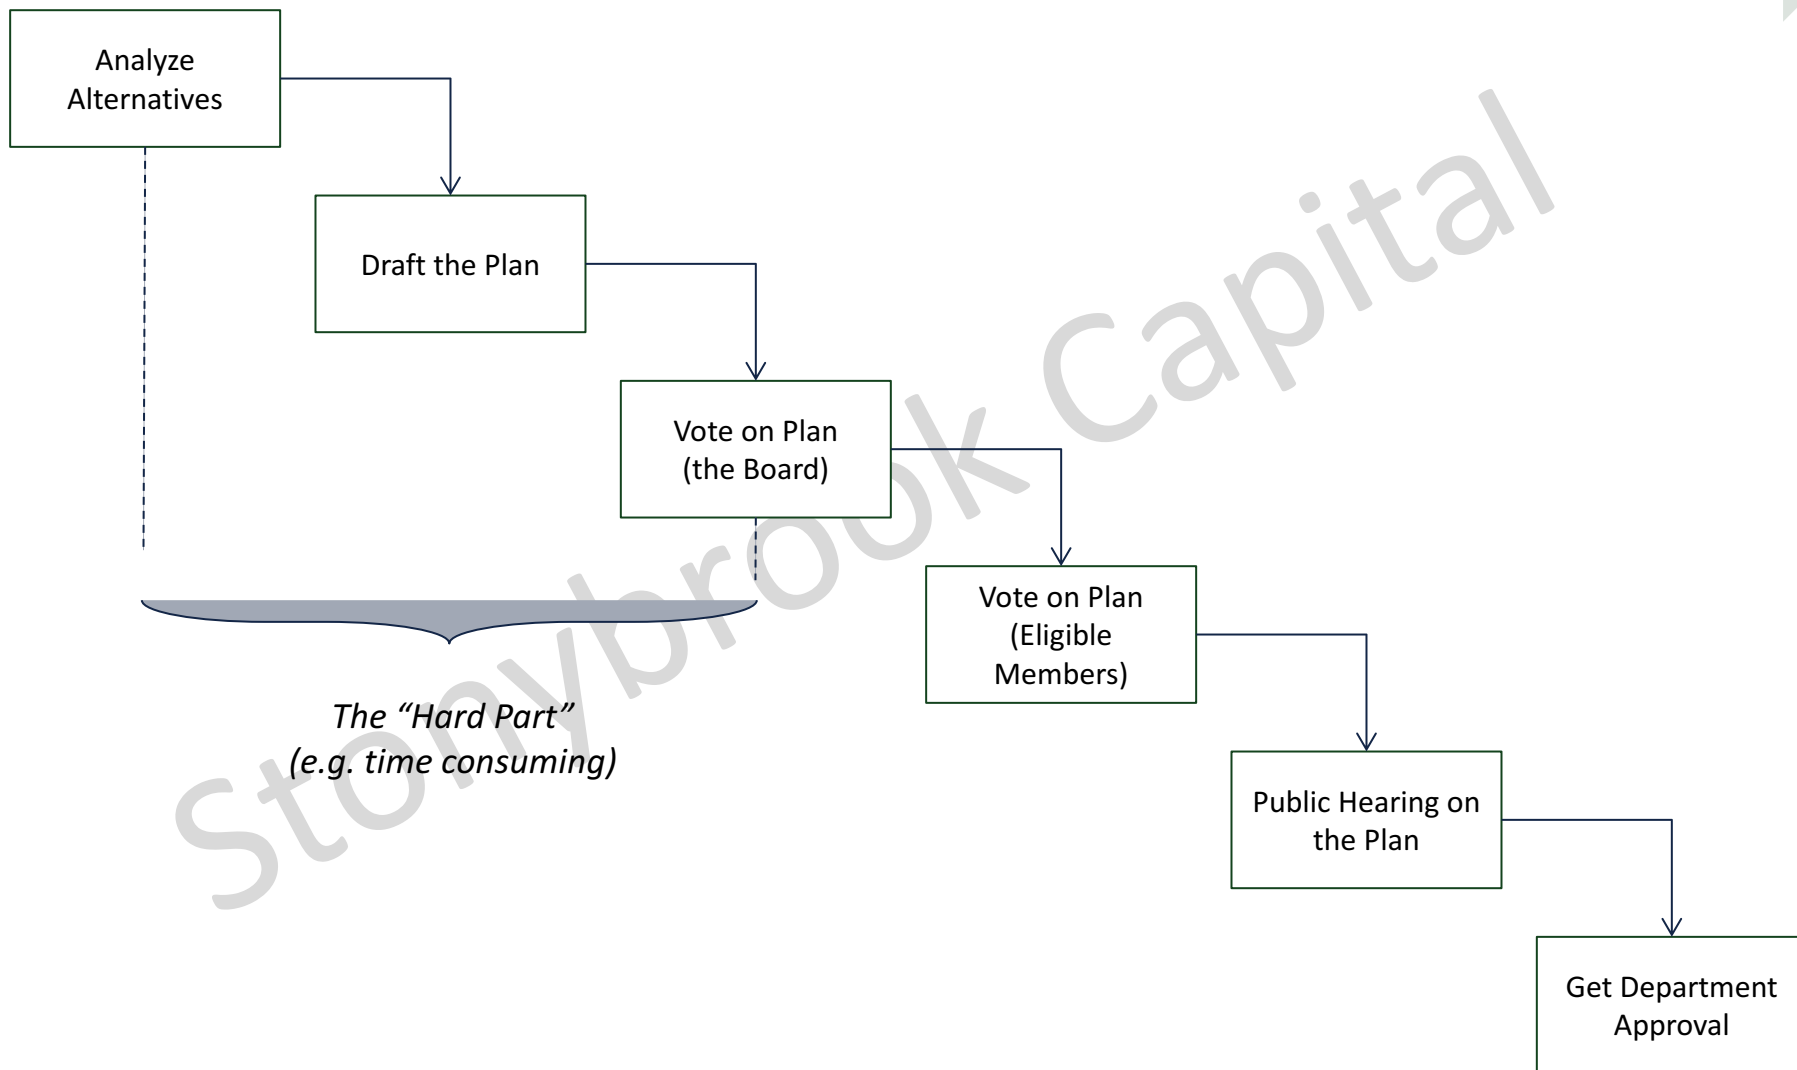 Analyze
Alternatives
Draft the Plan
Vote on Plan
(the Board)
Vote on Plan
(Eligible
Members)
The “Hard Part”
(e.g. time consuming)
Public Hearing on
the Plan
Get Department
Approval
Stonybrook Capital